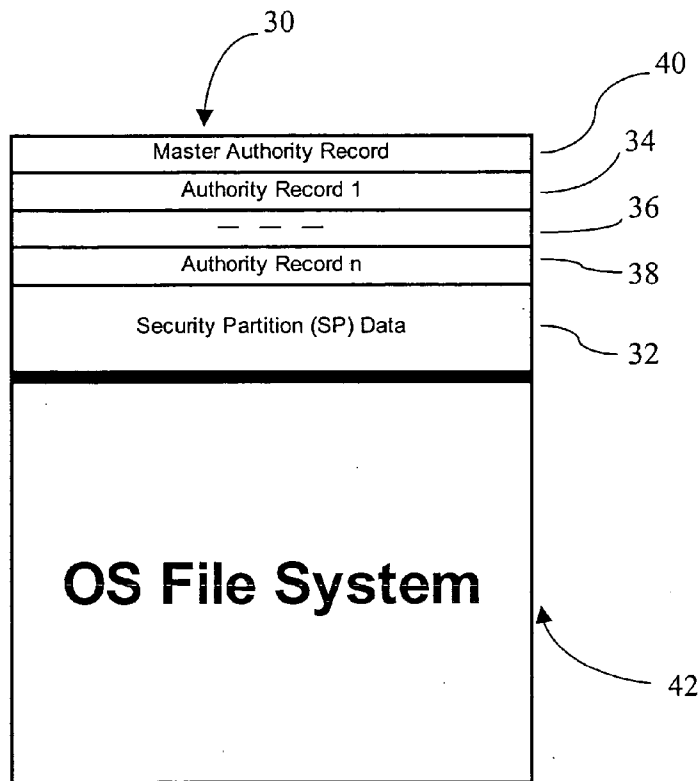 30
40
Master Authority Record
34
Authority Record 1
36
— — —
Authority Record n
38
Security Partition (SP) Data
32
OS File System
42